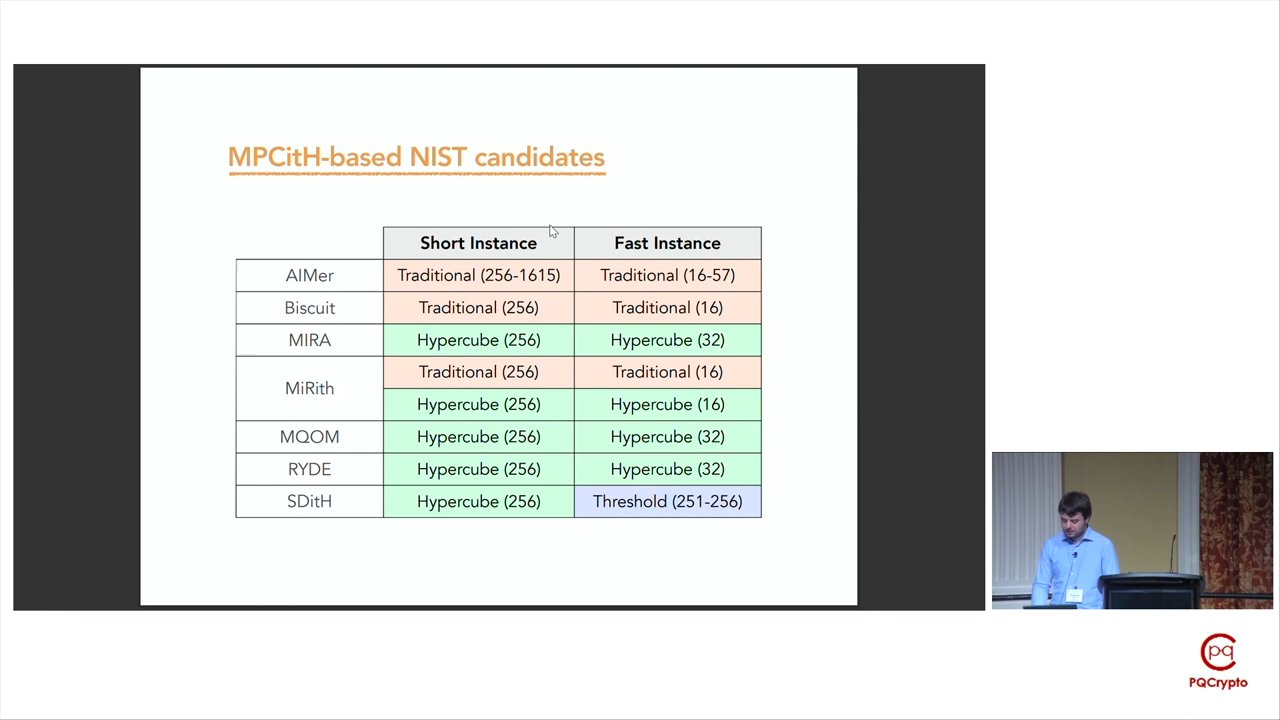 MPCitH-based NIST candidates
Short Instance Fast Instance
AIMer Traditional (256-1615) Traditional (16-57)
Biscuit Traditional (256) Traditional (16)
MIRA Hypercube (256) Hypercube (32)
MiRith Traditional (256) Traditional (16)
Hypercube (256) Hypercube (16)
MQOM Hypercube (256) Hypercube (32)
RYDE Hypercube (256) Hypercube (32)
SDitH Hypercube (256) Threshold (251-256)
pq
PQCrypto